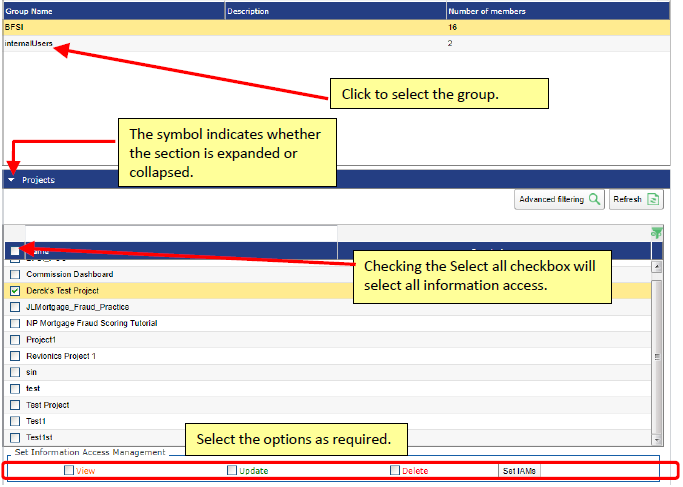 Group Name Description Number of members
BFSI 16
internalUsers 2
Click to select the group.
The symbol indicates whether
the section is expanded or
collapsed.
Projects
Advanced filtering Refresh
Name
Checking the Select all checkbox will
select all information access.
Commission Dashboard
Derek's Test Project
JLMortgage_Fraud_Practice
NP Mortgage Fraud Scoring Tutorial
Project1
Revionics Project 1
sin
test
Test Project
Test1
Test1st
Select the options as required.
Set Information Access Management
View Update Delete Set IAMs